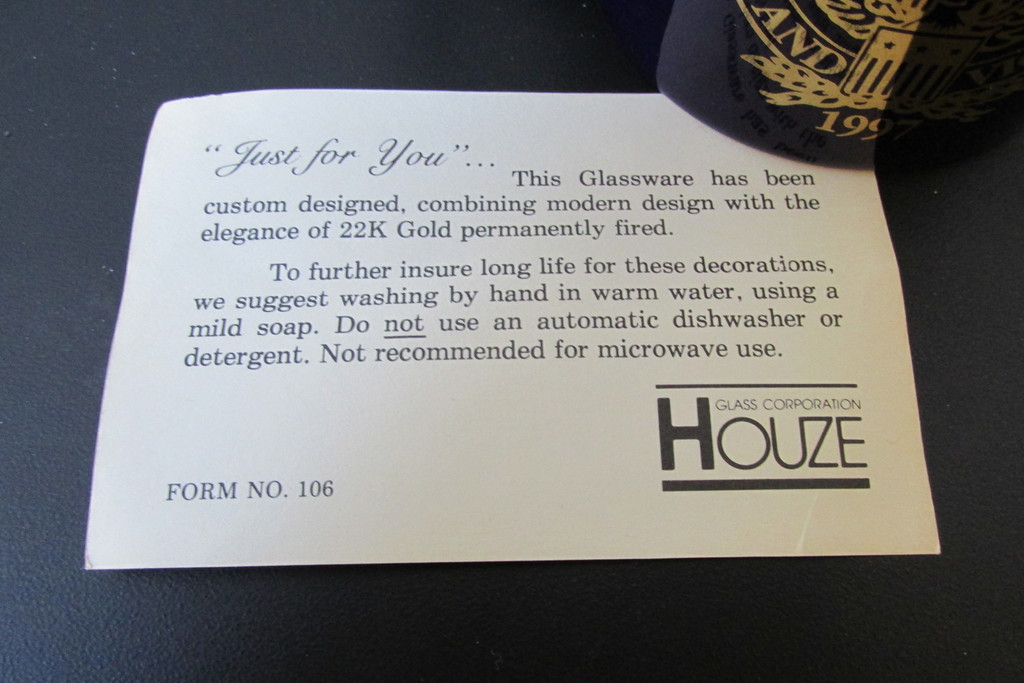 "Just for You"...
This Glassware has been
custom designed, combining modern design with the
elegance of 22K Gold permanently fired.
To further insure long life for these decorations,
we suggest washing by hand in warm water, using a
mild soap. Do not use an automatic dishwasher or
detergent. Not recommended for microwave use.
GLASS CORPORATION
HOUZE
FORM NO. 106
AND
1997